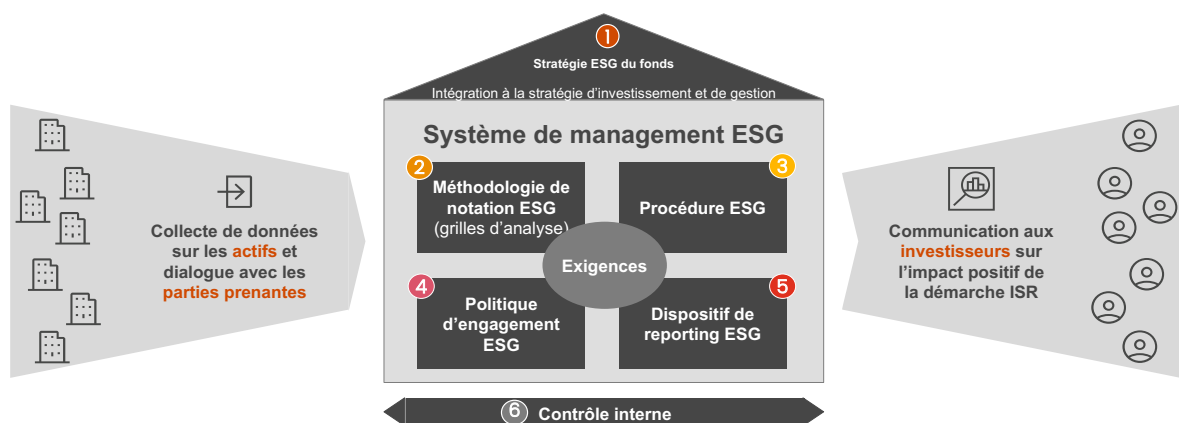 1
Stratégie ESG du fonds
Intégration à la stratégie d'investissement et de gestion
Collecte de données
sur les actifs et
dialogue avec les
parties prenantes
Système de management ESG
2
Méthodologie de
notation ESG
(grilles d'analyse)
3
Procédure ESG
Exigences
4
Politique
d'engagement
ESG
5
Dispositif de
reporting ESG
6 Contrôle interne
Communication aux
investisseurs sur
l'impact positif de
la démarche ISR